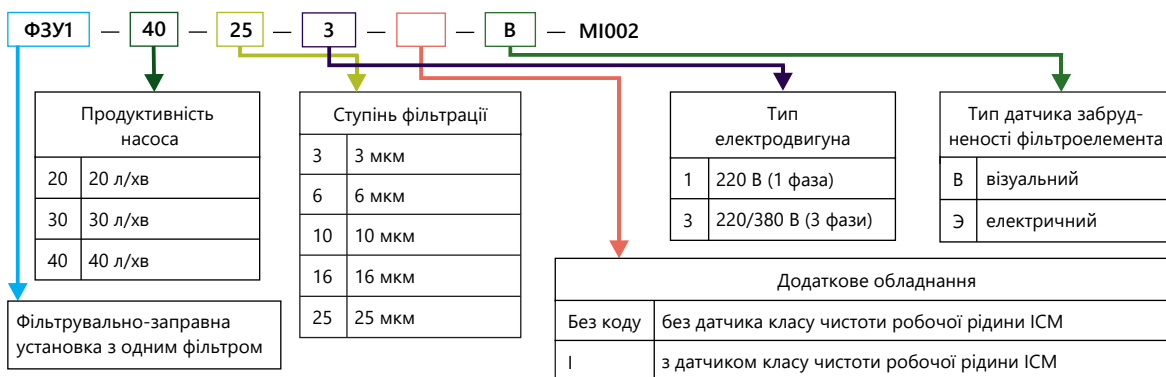 ФЗУ1 — 40 — 25 — 3 — — В — МІ002
Продуктивність
насоса
20 20 л/хв
30 30 л/хв
40 40 л/хв
Ступінь фільтрації
3 3 мкм
6 6 мкм
10 10 мкм
16 16 мкм
25 25 мкм
Тип
електродвигуна
1 220 В (1 фаза)
3 220/380 В (3 фази)
Тип датчика забруд-
неності фільтроелемента
В візуальний
Э електричний
Фільтрувально-заправна
установка з одним фільтром
Додаткове обладнання
Без коду без датчика класу чистоти робочої рідини ІСМ
І з датчиком класу чистоти робочої рідини ІСМ